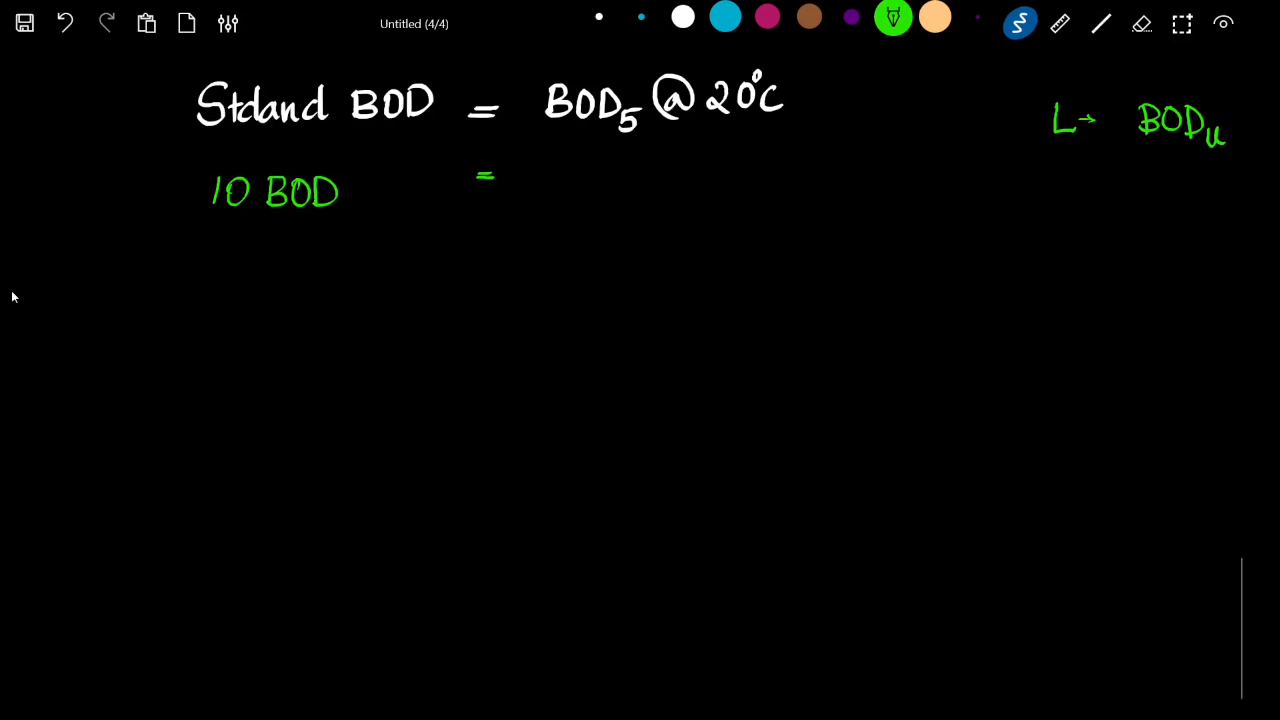 Untitled (4/4)
Stdand BOD = BOD₅ @ 20°C
L → BODᵤ
10 BOD =